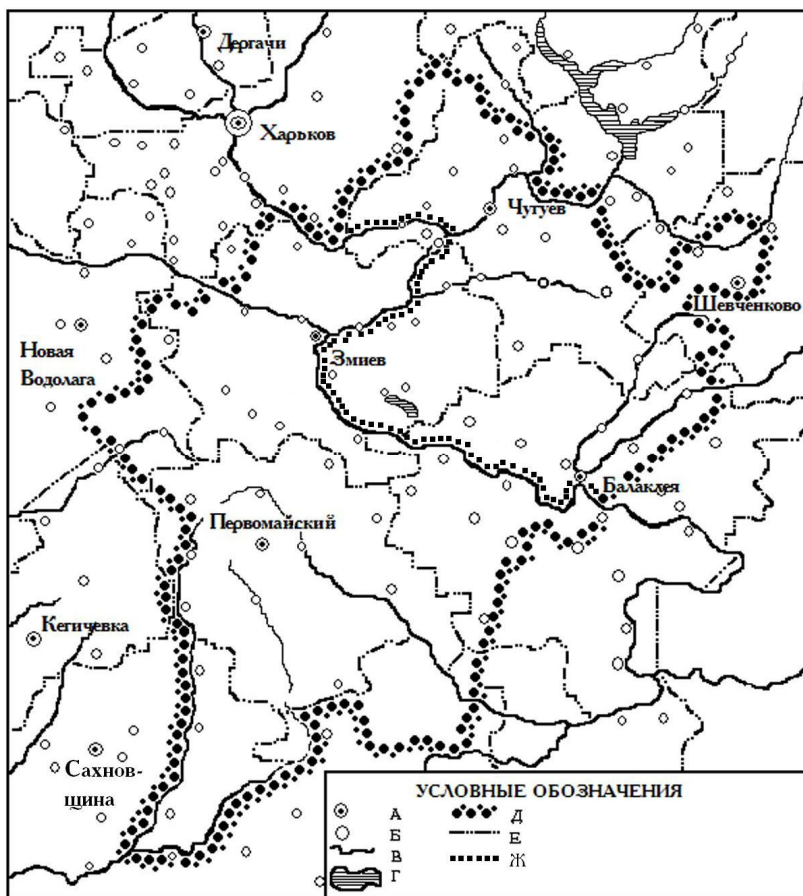 Дергачи
Харьков
Чугуев
Шевченково
Новая
Водолага
Змиев
Балаклея
Первомайский
Кегичевка
Сахнов-
щина
УСЛОВНЫЕ ОБОЗНАЧЕНИЯ
А
Б
В
Г
Д
Е
Ж